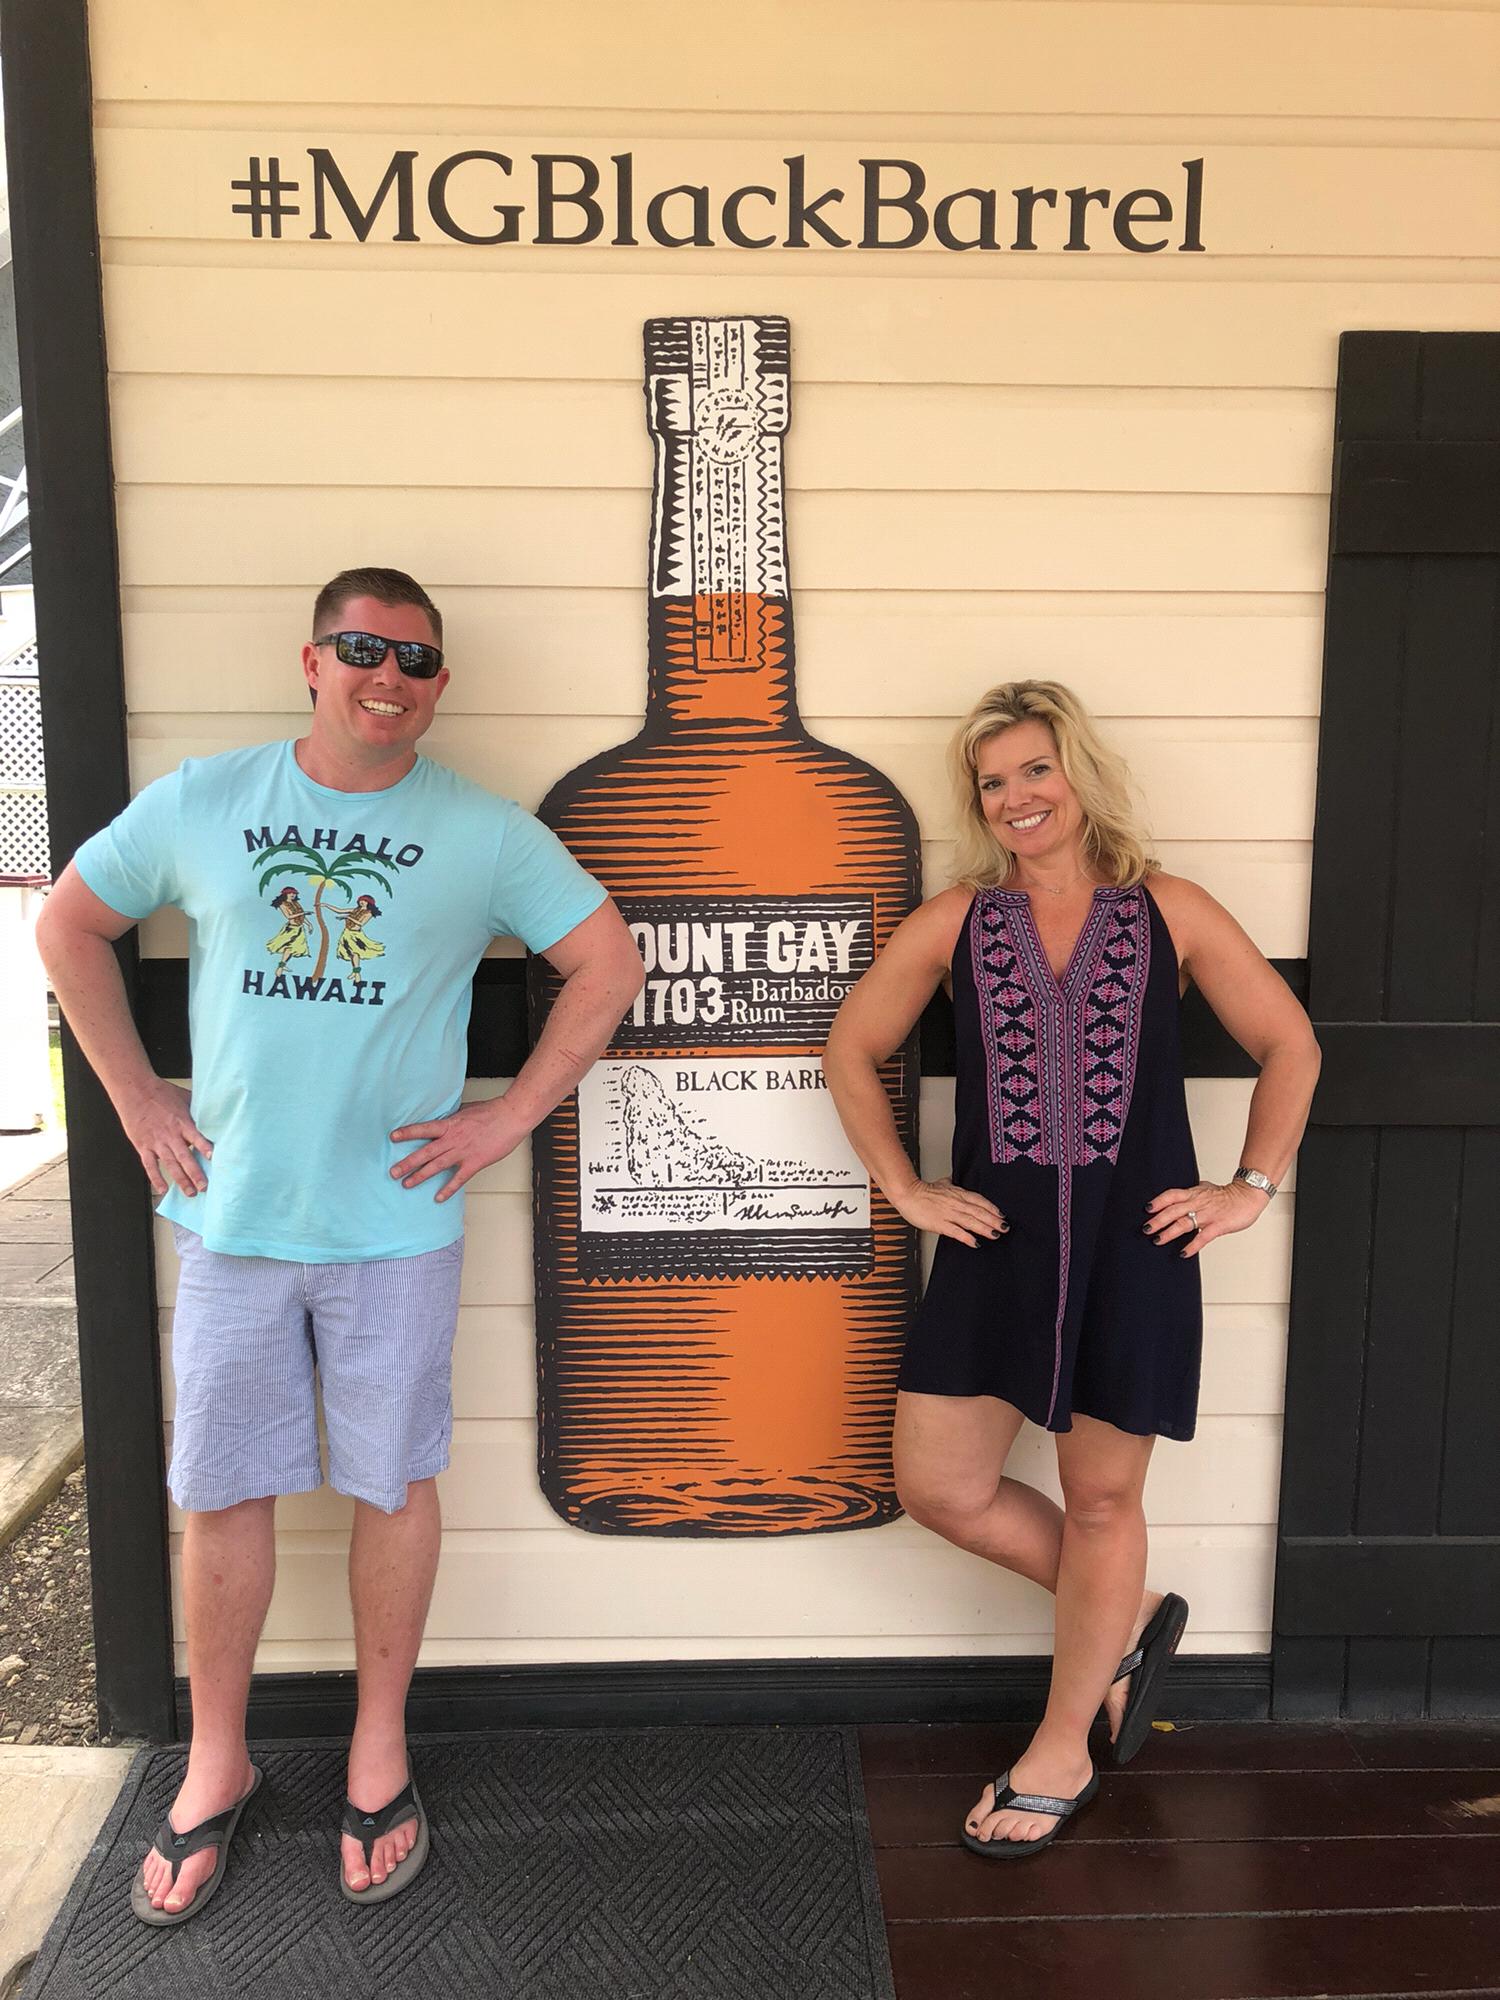 #MGBlackBarrel
MAHALO
HAWAII
OUNT GAY
1703 Barbados
Rum
BLACK BARR